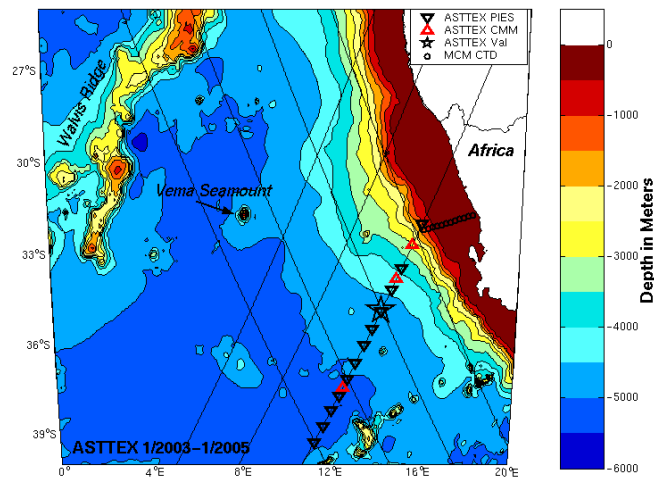 ASTTEX PIES
ASTTEX CMM
ASTTEX Val
MCM CTD
27°S
30°S
33°S
36°S
39°S
Walvis Ridge
Vema Seamount
Africa
ASTTEX 1/2003-1/2005
0° 4°E 8°E 12°E 16°E 20°E
0
-1000
-2000
-3000
-4000
-5000
-6000
Depth in Meters